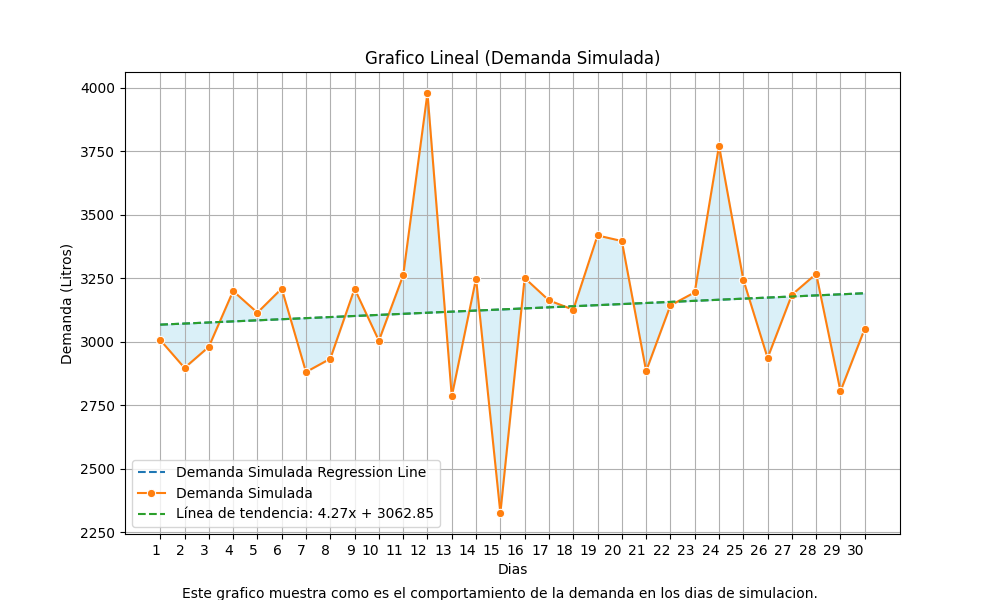 Grafico Lineal (Demanda Simulada)
4000
3750
3500
3250
3000
2750
2500
2250
Demanda (Litros)
Demanda Simulada Regression Line
Demanda Simulada
Línea de tendencia: 4.27x + 3062.85
1 2 3 4 5 6 7 8 9 10 11 12 13 14 15 16 17 18 19 20 21 22 23 24 25 26 27 28 29 30
Dias
Este grafico muestra como es el comportamiento de la demanda en los dias de simulacion.